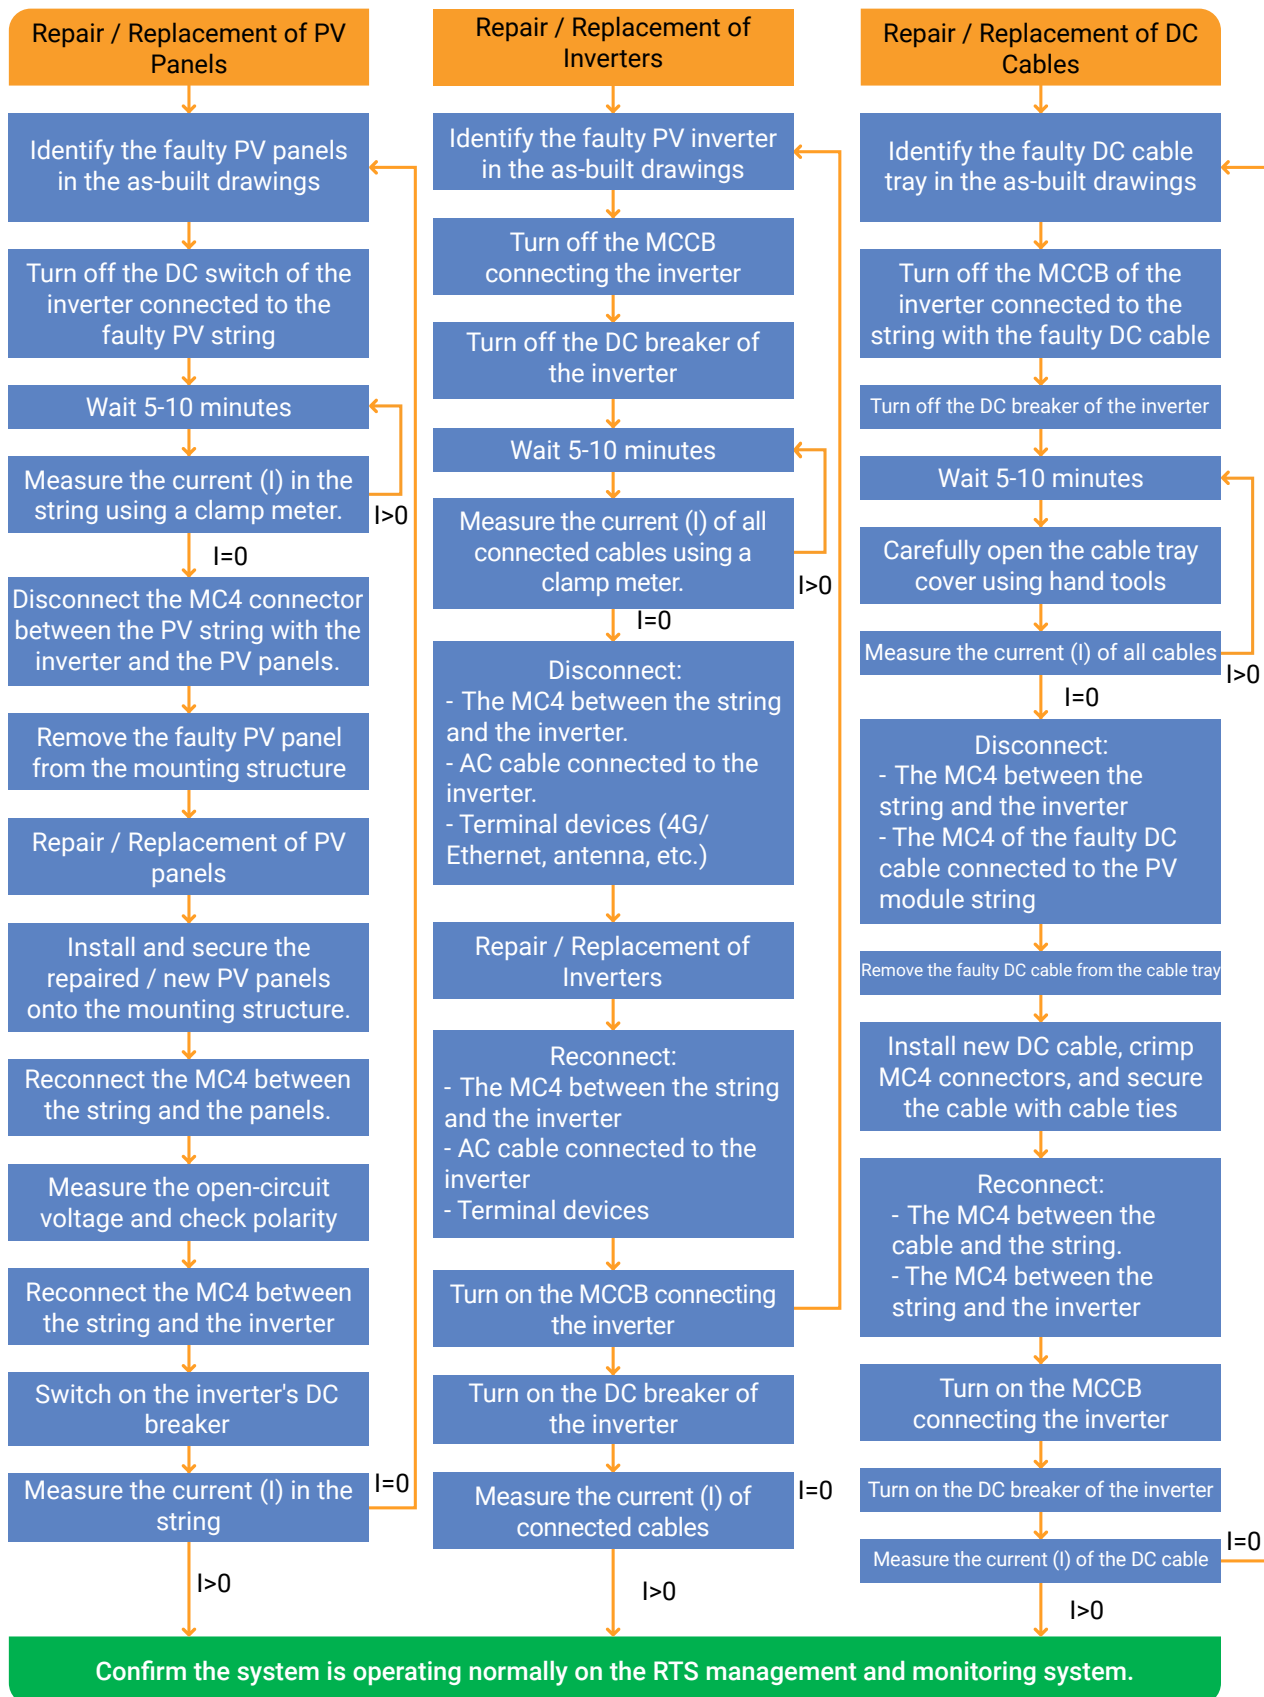 Repair / Replacement of PV
Panels
Identify the faulty PV panels
in the as-built drawings
Turn off the DC switch of the
inverter connected to the
faulty PV string
Wait 5-10 minutes
Measure the current (I) in the
string using a clamp meter.
I>0
I=0
Disconnect the MC4 connector
between the PV string with the
inverter and the PV panels.
Remove the faulty PV panel
from the mounting structure
Repair / Replacement of PV
panels
Install and secure the
repaired / new PV panels
onto the mounting structure.
Reconnect the MC4 between
the string and the panels.
Measure the open-circuit
voltage and check polarity
Reconnect the MC4 between
the string and the inverter
Switch on the inverter's DC
breaker
Measure the current (I) in the
string
I=0
I>0
Repair / Replacement of
Inverters
Identify the faulty PV inverter
in the as-built drawings
Turn off the MCCB
connecting the inverter
Turn off the DC breaker of
the inverter
Wait 5-10 minutes
Measure the current (I) of all
connected cables using a
clamp meter.
I>0
I=0
Disconnect:
- The MC4 between the string
and the inverter.
- AC cable connected to the
inverter.
- Terminal devices (4G/
Ethernet, antenna, etc.)
Repair / Replacement of
Inverters
Reconnect:
- The MC4 between the string
and the inverter
- AC cable connected to the
inverter
- Terminal devices
Turn on the MCCB connecting
the inverter
Turn on the DC breaker of
the inverter
Measure the current (I) of
connected cables
I=0
I>0
Repair / Replacement of DC
Cables
Identify the faulty DC cable
tray in the as-built drawings
Turn off the MCCB of the
inverter connected to the
string with the faulty DC cable
Turn off the DC breaker of the inverter
Wait 5-10 minutes
Carefully open the cable tray
cover using hand tools
Measure the current (I) of all cables
I>0
I=0
Disconnect:
- The MC4 between the
string and the inverter
- The MC4 of the faulty DC
cable connected to the PV
module string
Remove the faulty DC cable from the cable tray
Install new DC cable, crimp
MC4 connectors, and secure
the cable with cable ties
Reconnect:
- The MC4 between the
cable and the string.
- The MC4 between the
string and the inverter
Turn on the MCCB
connecting the inverter
Turn on the DC breaker of the inverter
Measure the current (I) of the DC cable
I=0
I>0
Confirm the system is operating normally on the RTS management and monitoring system.